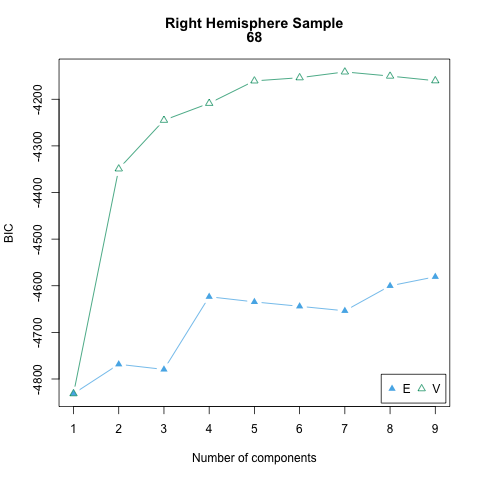 Right Hemisphere Sample
68
BIC
-4200
-4300
-4400
-4500
-4600
-4700
-4800
E V
1 2 3 4 5 6 7 8 9
Number of components